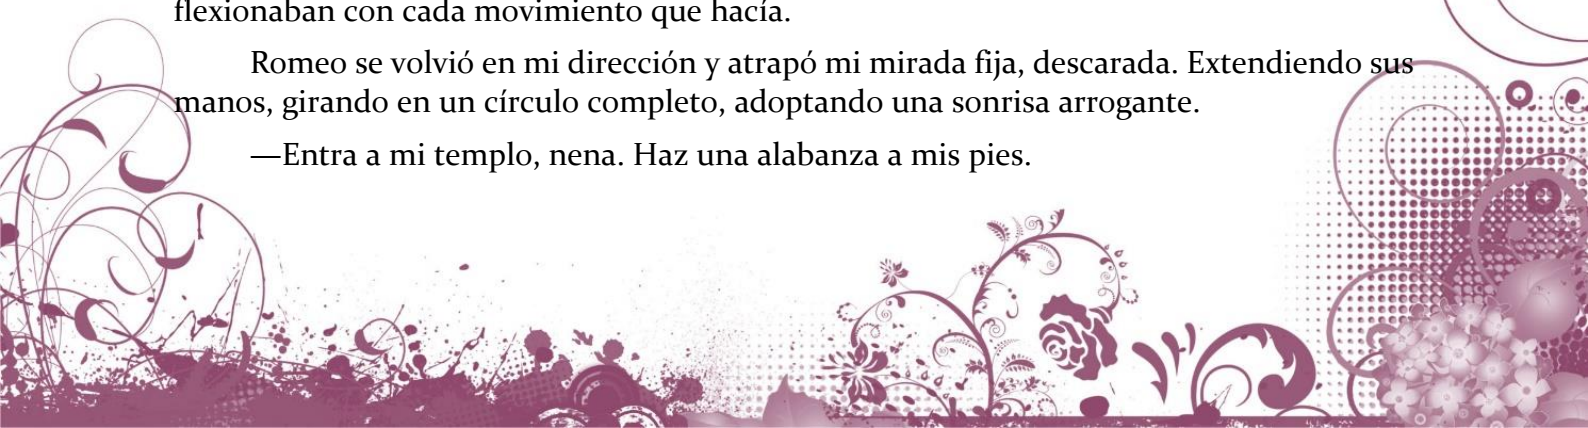 flexionaban con cada movimiento que hacía.
Romeo se volvió en mi dirección y atrapó mi mirada fija, descarada. Extendiendo sus
manos, girando en un círculo completo, adoptando una sonrisa arrogante.
—Entra a mi templo, nena. Haz una alabanza a mis pies.